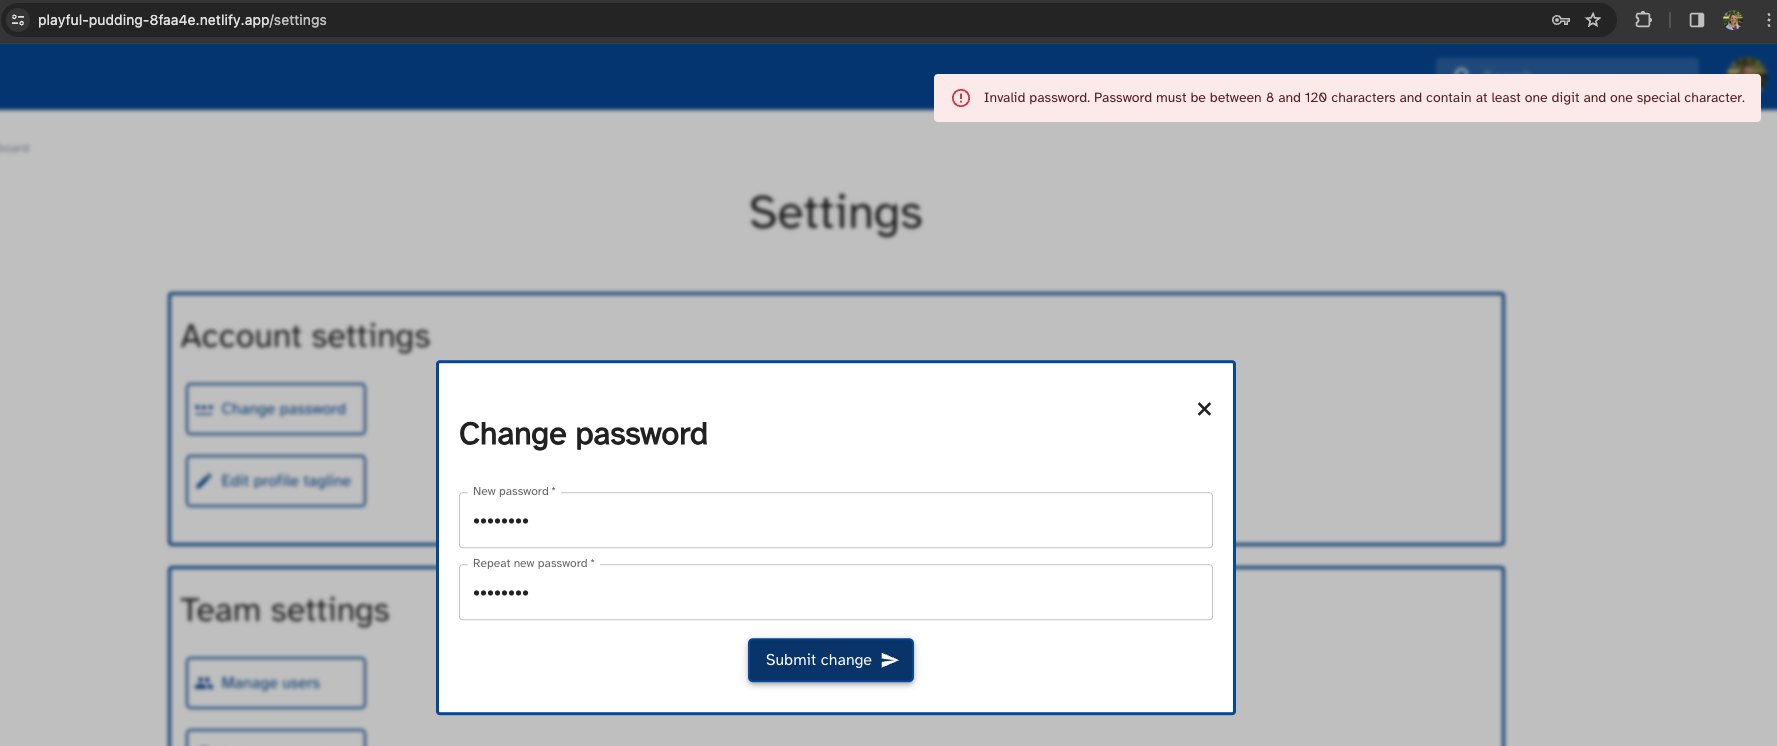 playful-pudding-8faa4e.netlify.app/settings
Invalid password. Password must be between 8 and 120 characters and contain at least one digit and one special character.
Settings
Account settings
Change password
Edit profile tagline
Change password
New password *
••••••••
Repeat new password *
••••••••
Submit change
Team settings
Manage users